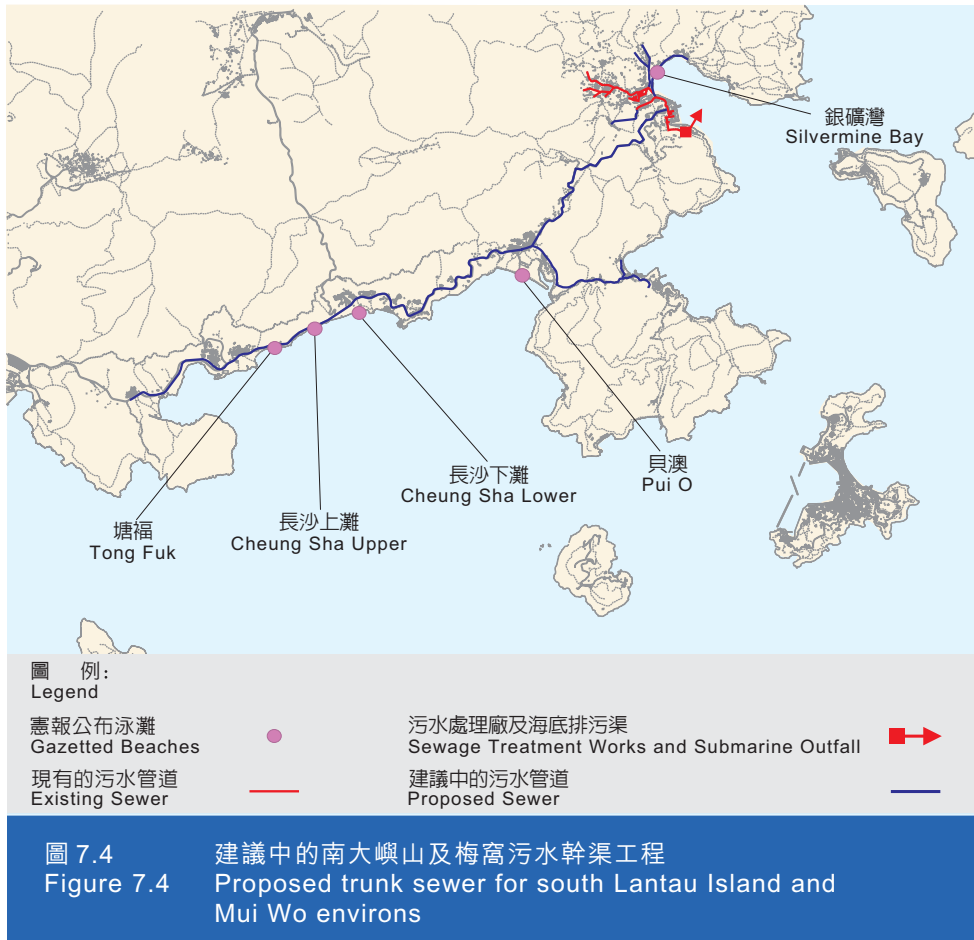 銀礦灣
Silvermine Bay
貝澳
Pui O
長沙下灘
Cheung Sha Lower
長沙上灘
Cheung Sha Upper
塘福
Tong Fuk
圖 例:
Legend
憲報公布泳灘
Gazetted Beaches
污水處理廠及海底排污渠
Sewage Treatment Works and Submarine Outfall
現有的污水管道
Existing Sewer
建議中的污水管道
Proposed Sewer
圖 7.4 建議中的南大嶼山及梅窩污水幹渠工程
Figure 7.4 Proposed trunk sewer for south Lantau Island and
Mui Wo environs